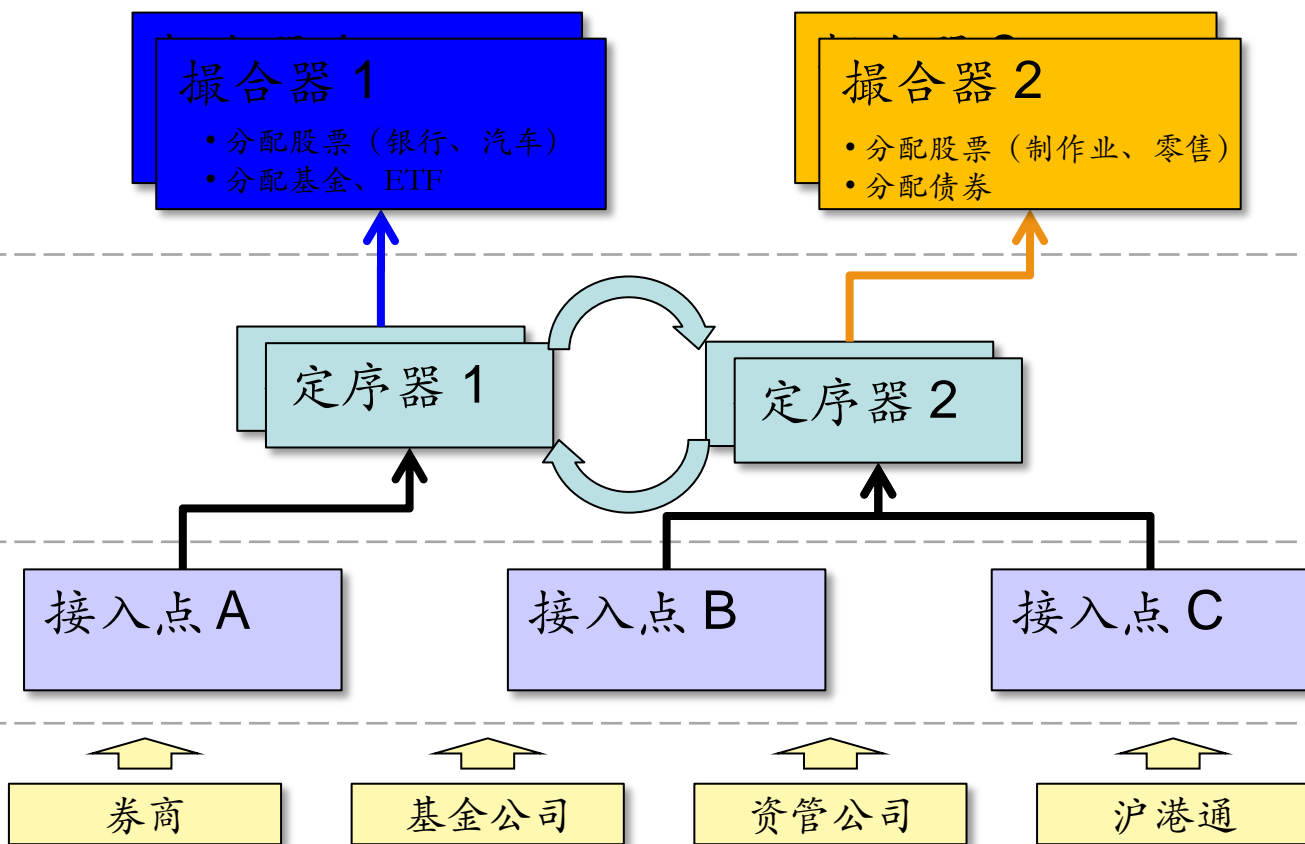 撮合器 1
• 分配股票（银行、汽车）
• 分配基金、ETF
撮合器 2
• 分配股票（制作业、零售）
• 分配债券
定序器 1
定序器 2
接入点 A
接入点 B
接入点 C
券商
基金公司
资管公司
沪港通